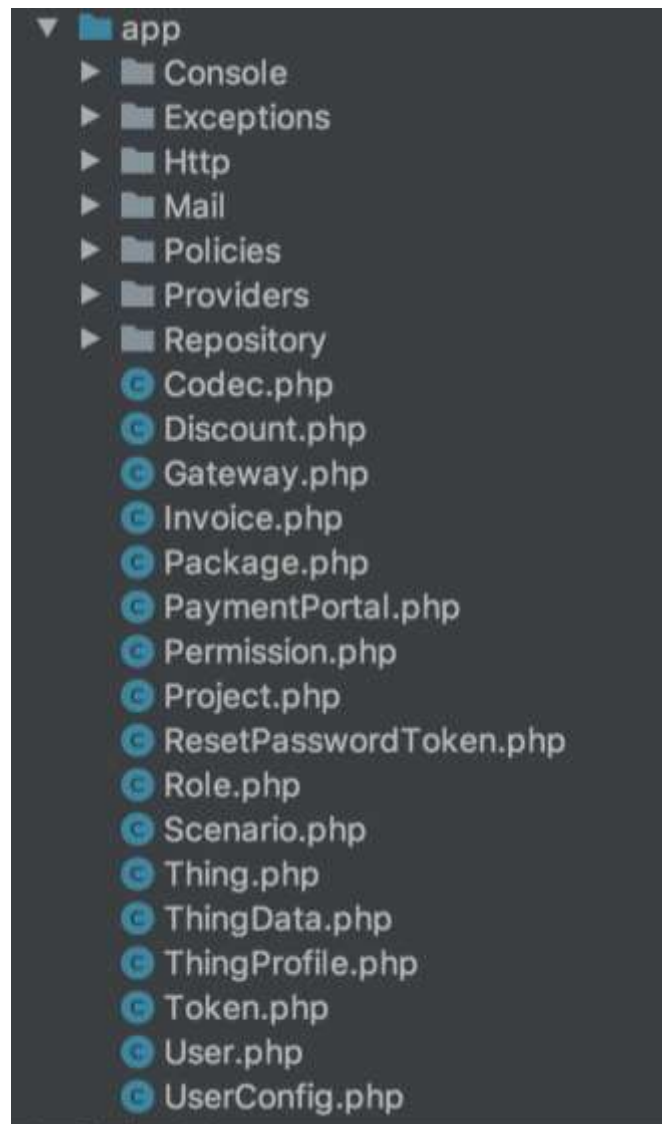 app
Console
Exceptions
Http
Mail
Policies
Providers
Repository
Codec.php
Discount.php
Gateway.php
Invoice.php
Package.php
PaymentPortal.php
Permission.php
Project.php
ResetPasswordToken.php
Role.php
Scenario.php
Thing.php
ThingData.php
ThingProfile.php
Token.php
User.php
UserConfig.php